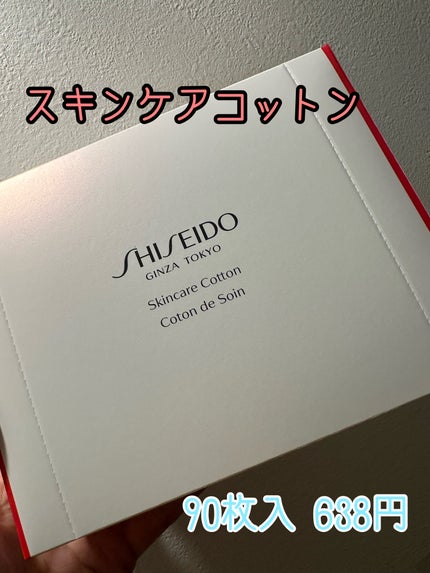 スキンケアコットン
SHISEIDO
GINZA TOKYO
Skincare Cotton
Coton de Soin
90枚入 638円